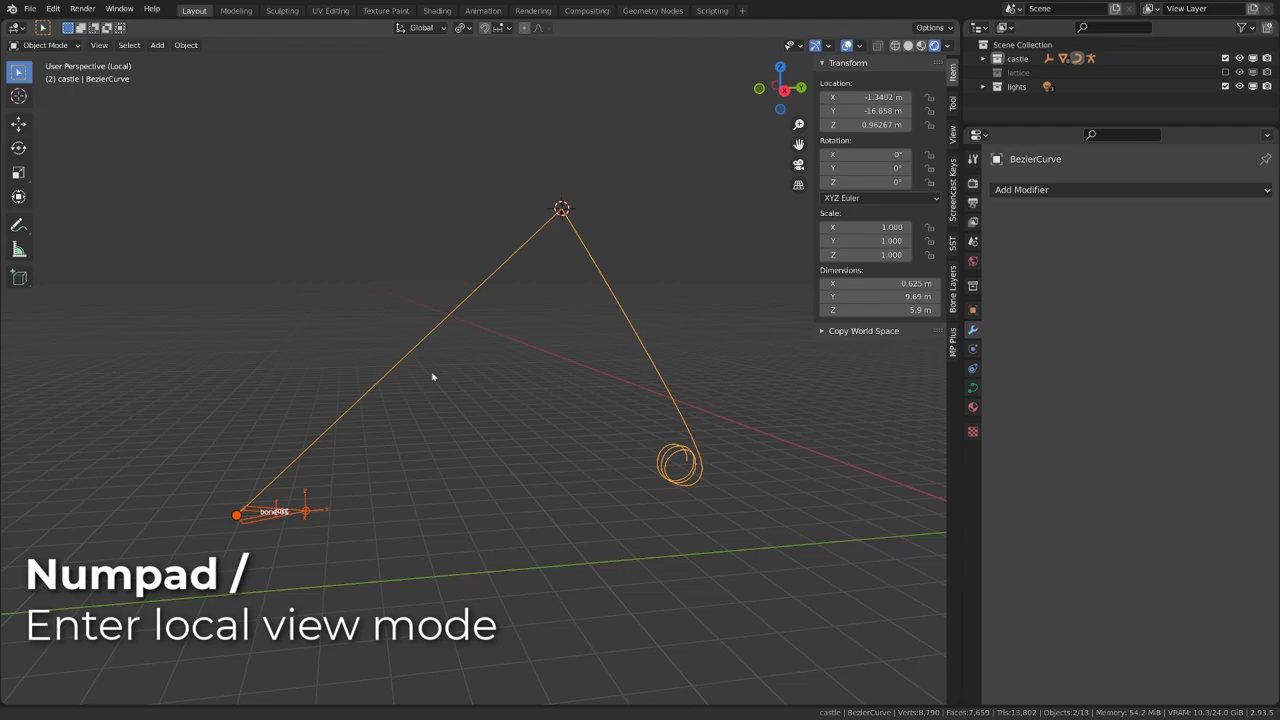 File Edit Render Window Help Layout Modeling Sculpting UV Editing Texture Paint Shading Animation Rendering Compositing Geometry Nodes Scripting + Scene View Layer
Global Options
Object Mode View Select Add Object
User Perspective (Local)
(2) castle | BezierCurve
Transform
Location:
X -1.3402 m
Y -16.658 m
Z 0.96267 m
Rotation:
X 0°
Y 0°
Z 0°
XYZ Euler
Scale:
X 1.000
Y 1.000
Z 1.000
Dimensions:
X 0.625 m
Y 9.69 m
Z 5.9 m
Copy World Space
Item
Tool
View
Screencast Keys
SST
Bone Layers
MP Plus
Z
Y
X
Scene Collection
castle
lattice
lights
BezierCurve
Add Modifier
Numpad /
Enter local view mode
castle | BezierCurve | Verts:8,790 | Faces:7,659 | Tris:13,802 | Objects:2/13 | Memory: 54.2 MiB | VRAM: 10.3/24.0 GiB | 2.93.5